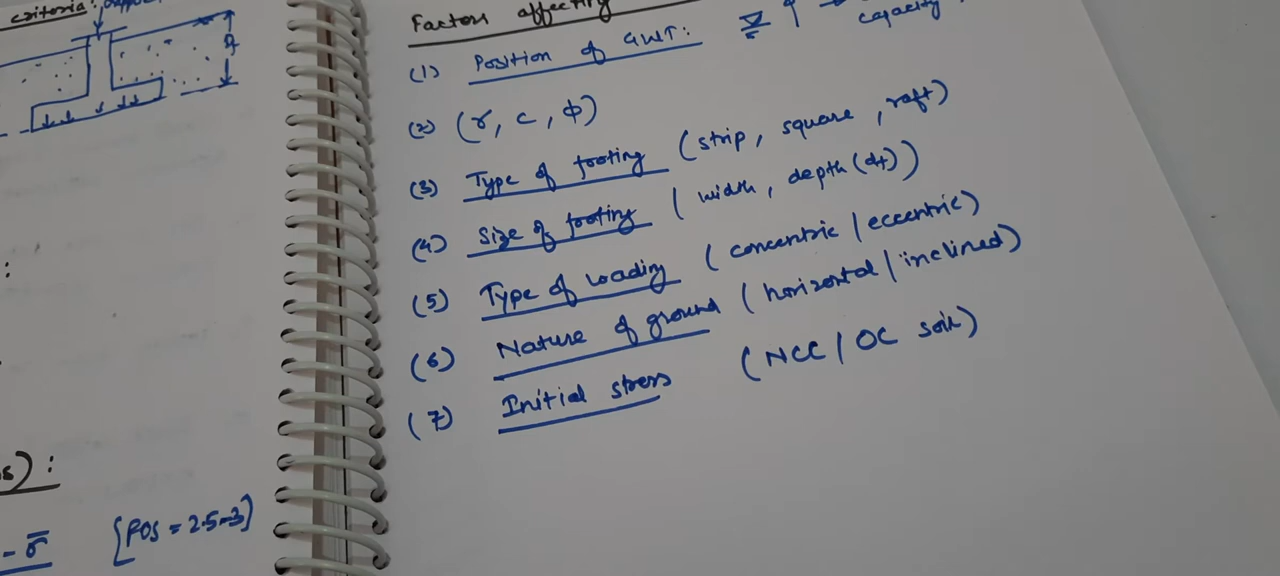 criteria:
Factors affecting
(1) Position of GWT:
capacity
(2) (γ, c, φ)
(3) Type of footing (strip, square, raft)
(4) Size of footing (width, depth (df))
(5) Type of loading (concentric / eccentric)
(6) Nature of ground (horizontal / inclined)
(7) Initial stress (NCC / OC soil)
s):
- σ̅ [FOS = 2.5-3]